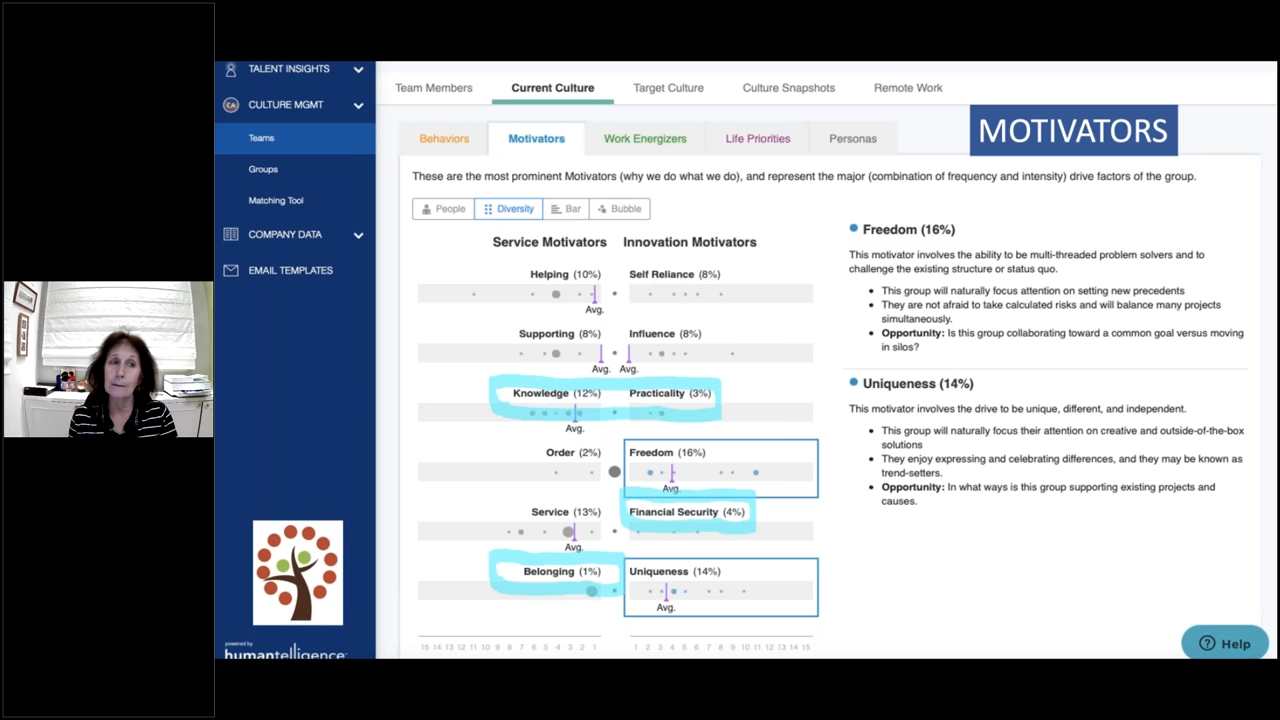 TALENT INSIGHTS
CULTURE MGMT
CA
Teams
Groups
Matching Tool
COMPANY DATA
EMAIL TEMPLATES
powered by
humantelligence
Team Members
Current Culture
Target Culture
Culture Snapshots
Remote Work
MOTIVATORS
Behaviors
Motivators
Work Energizers
Life Priorities
Personas
These are the most prominent Motivators (why we do what we do), and represent the major (combination of frequency and intensity) drive factors of the group.
People
Diversity
Bar
Bubble
Service Motivators
Innovation Motivators
Helping (10%)
Self Reliance (8%)
Avg.
Supporting (8%)
Influence (8%)
Avg.
Avg.
Knowledge (12%)
Practicality (3%)
Avg.
Order (2%)
Freedom (16%)
Avg.
Service (13%)
Financial Security (4%)
Avg.
Belonging (1%)
Uniqueness (14%)
Avg.
15 14 13 12 11 10 9 8 7 6 5 4 3 2 1
1 2 3 4 5 6 7 8 9 10 11 12 13 14 15
Freedom (16%)
This motivator involves the ability to be multi-threaded problem solvers and to
challenge the existing structure or status quo.
This group will naturally focus attention on setting new precedents
They are not afraid to take calculated risks and will balance many projects
simultaneously.
Opportunity: Is this group collaborating toward a common goal versus moving
in silos?
Uniqueness (14%)
This motivator involves the drive to be unique, different, and independent.
This group will naturally focus their attention on creative and outside-of-the-box
solutions
They enjoy expressing and celebrating differences, and they may be known as
trend-setters.
Opportunity: In what ways is this group supporting existing projects and
causes.
Help